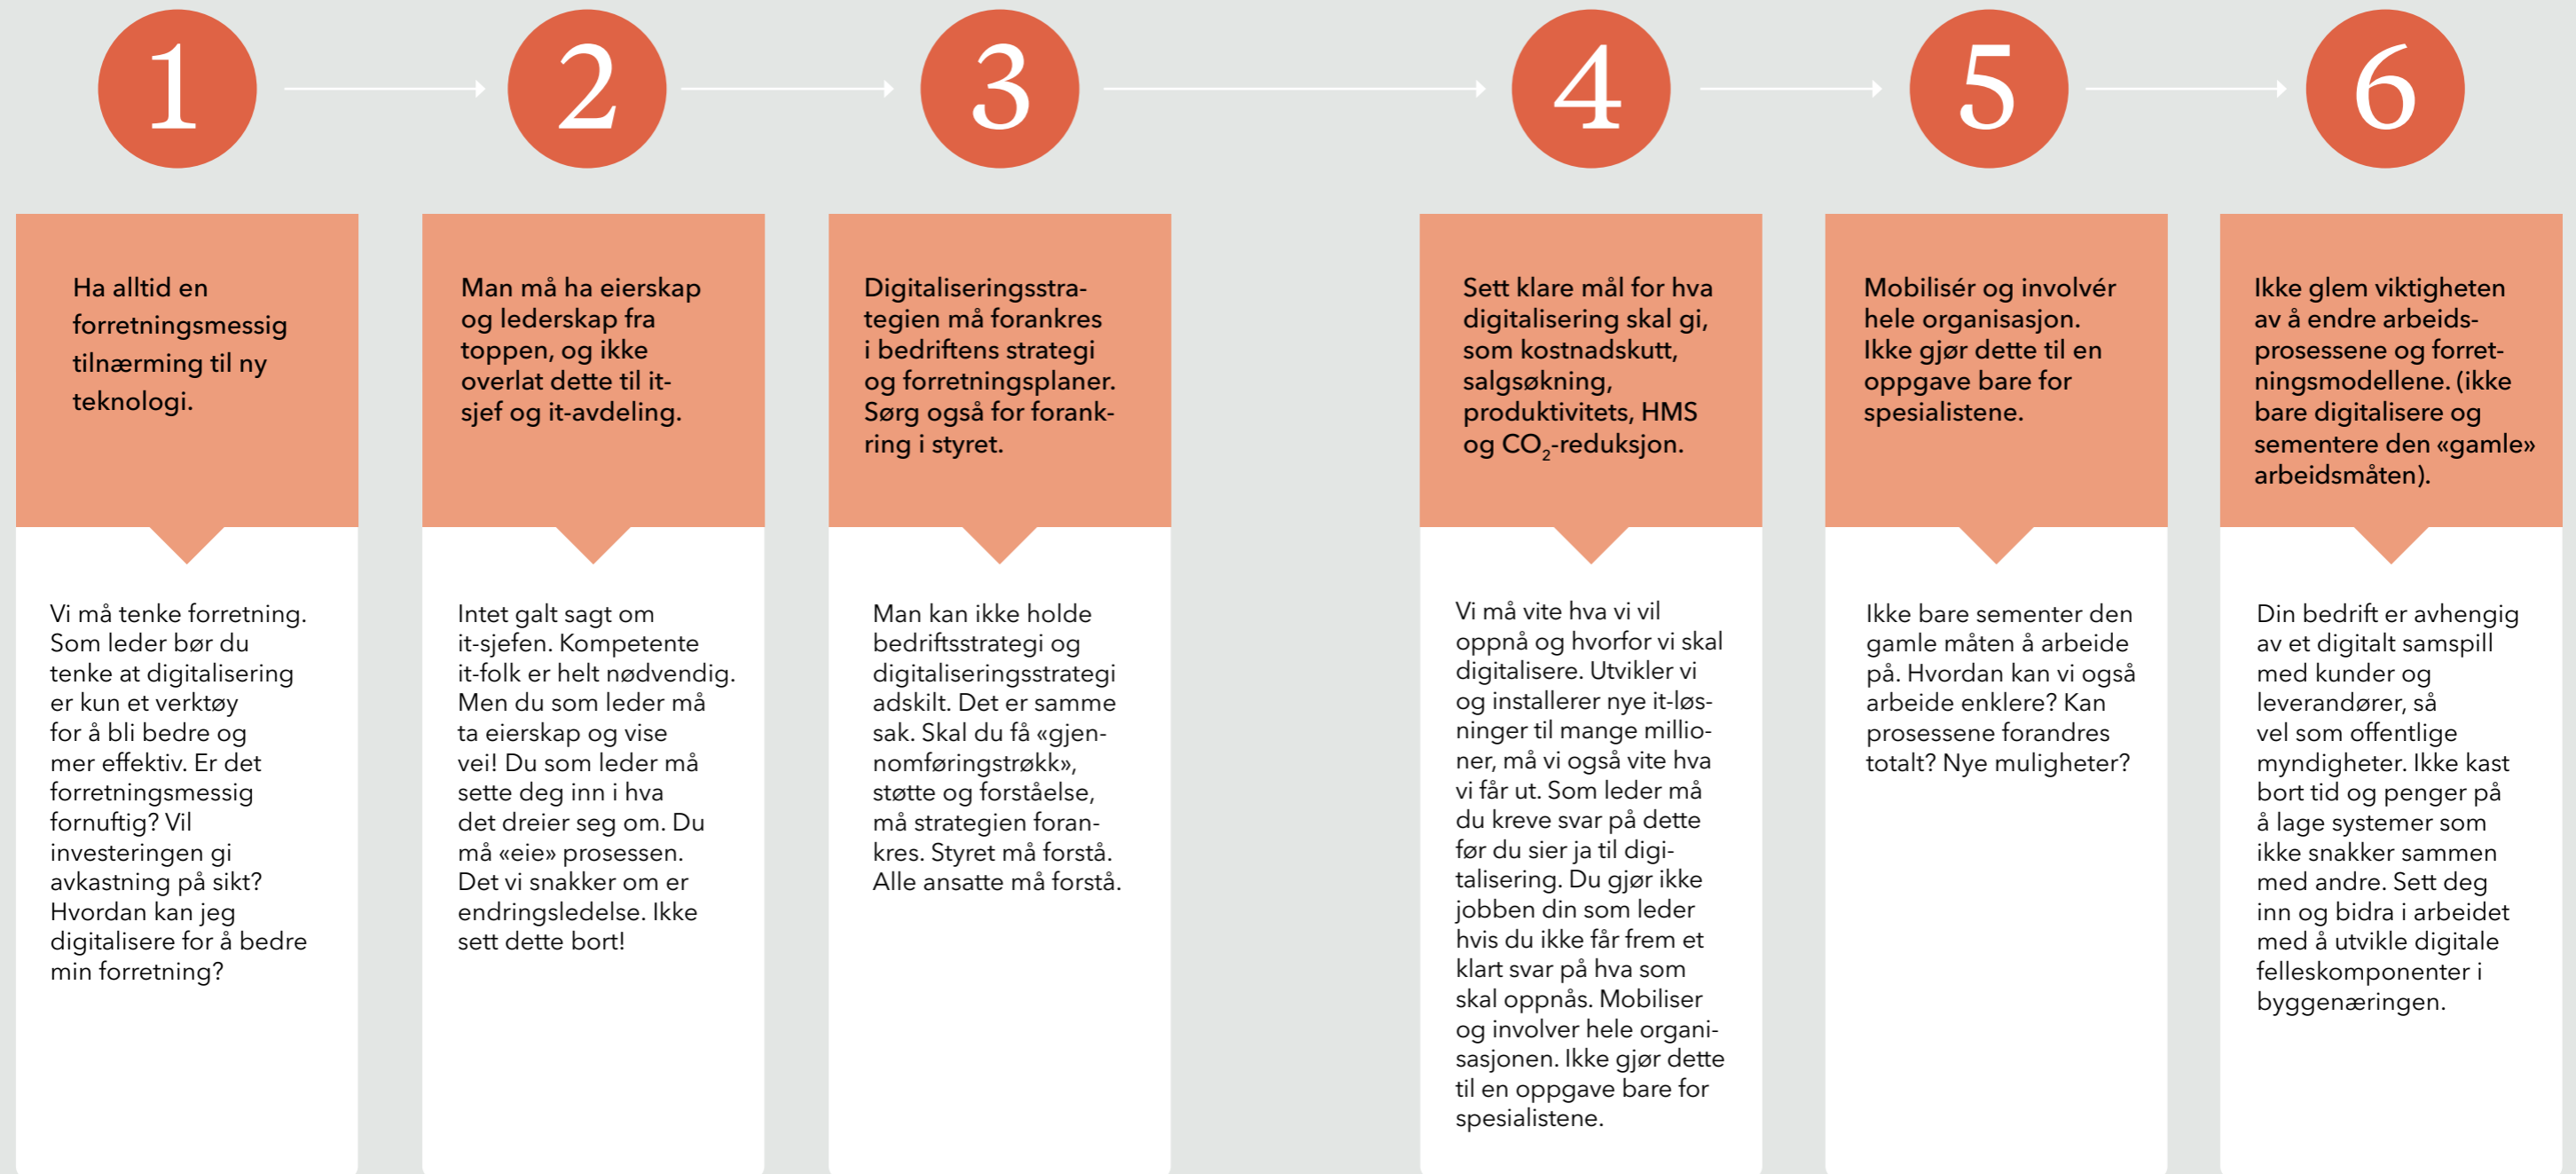 1
2
3
4
5
6
Ha alltid en
forretningsmessig
tilnærming til ny
teknologi.
Vi må tenke forretning.
Som leder bør du
tenke at digitalisering
er kun et verktøy
for å bli bedre og
mer effektiv. Er det
forretningsmessig
fornuftig? Vil
investeringen gi
avkastning på sikt?
Hvordan kan jeg
digitalisere for å bedre
min forretning?
Man må ha eierskap
og lederskap fra
toppen, og ikke
overlat dette til it-
sjef og it-avdeling.
Intet galt sagt om
it-sjefen. Kompetente
it-folk er helt nødvendig.
Men du som leder må
ta eierskap og vise
vei! Du som leder må
sette deg inn i hva
det dreier seg om. Du
må «eie» prosessen.
Det vi snakker om er
endringsledelse. Ikke
sett dette bort!
Digitaliseringsstra-
tegien må forankres
i bedriftens strategi
og forretningsplaner.
Sørg også for forank-
ring i styret.
Man kan ikke holde
bedriftsstrategi og
digitaliseringsstrategi
adskilt. Det er samme
sak. Skal du få «gjen-
nomføringstrøkk»,
støtte og forståelse,
må strategien foran-
kres. Styret må forstå.
Alle ansatte må forstå.
Sett klare mål for hva
digitalisering skal gi,
som kostnadskutt,
salgsøkning,
produktivitets, HMS
og CO₂-reduksjon.
Vi må vite hva vi vil
oppnå og hvorfor vi skal
digitalisere. Utvikler vi
og installerer nye it-løs-
ninger til mange millio-
ner, må vi også vite hva
vi får ut. Som leder må
du kreve svar på dette
før du sier ja til digi-
talisering. Du gjør ikke
jobben din som leder
hvis du ikke får frem et
klart svar på hva som
skal oppnås. Mobiliser
og involver hele organi-
sasjonen. Ikke gjør dette
til en oppgave bare for
spesialistene.
Mobilisér og involvér
hele organisasjon.
Ikke gjør dette til en
oppgave bare for
spesialistene.
Ikke bare sementer den
gamle måten å arbeide
på. Hvordan kan vi også
arbeide enklere? Kan
prosessene forandres
totalt? Nye muligheter?
Ikke glem viktigheten
av å endre arbeids-
prosessene og forret-
ningsmodellene. (ikke
bare digitalisere og
sementere den «gamle»
arbeidsmåten).
Din bedrift er avhengig
av et digitalt samspill
med kunder og
leverandører, så
vel som offentlige
myndigheter. Ikke kast
bort tid og penger på
å lage systemer som
ikke snakker sammen
med andre. Sett deg
inn og bidra i arbeidet
med å utvikle digitale
felleskomponenter i
byggenæringen.